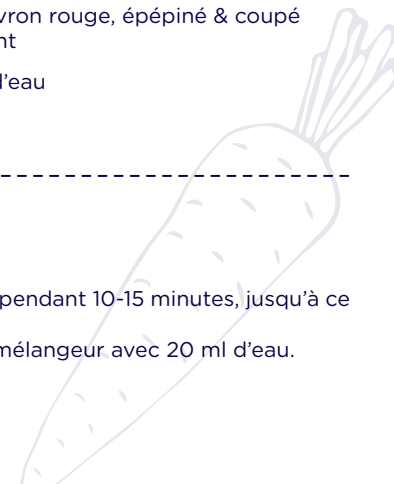 vron rouge, épépiné & coupé
nt
d'eau
pendant 10-15 minutes, jusqu'à ce
mélangeur avec 20 ml d'eau.